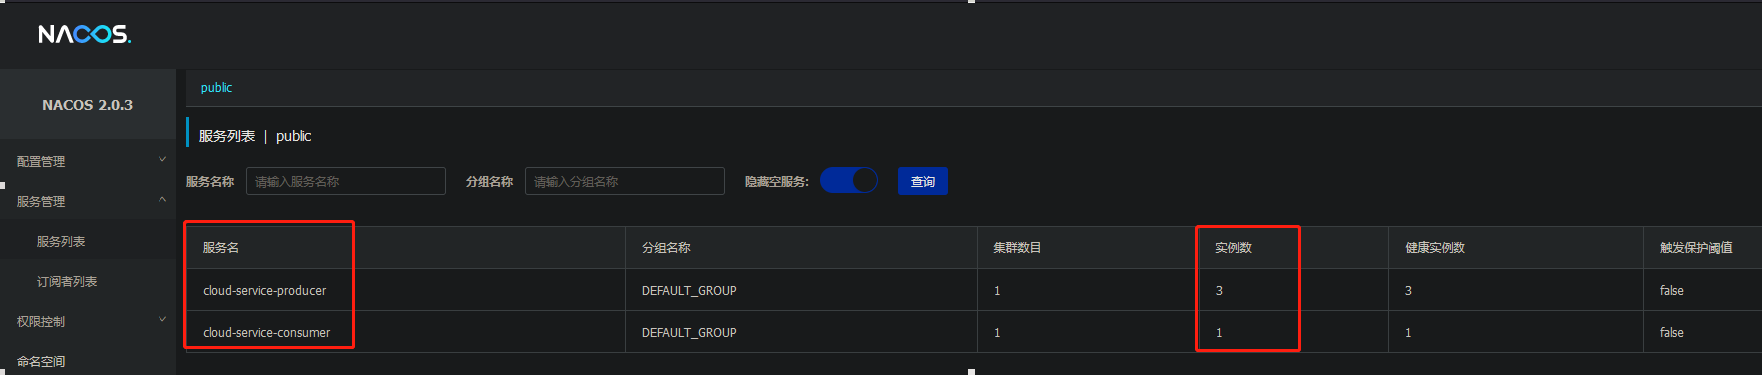 NACOS.
NACOS 2.0.3
配置管理
服务管理
服务列表
订阅者列表
权限控制
命名空间
public
服务列表 | public
服务名称 请输入服务名称 分组名称 请输入分组名称 隐藏空服务: 查询
服务名 分组名称 集群数目 实例数 健康实例数 触发保护阈值
cloud-service-producer DEFAULT_GROUP 1 3 3 false
cloud-service-consumer DEFAULT_GROUP 1 1 1 false